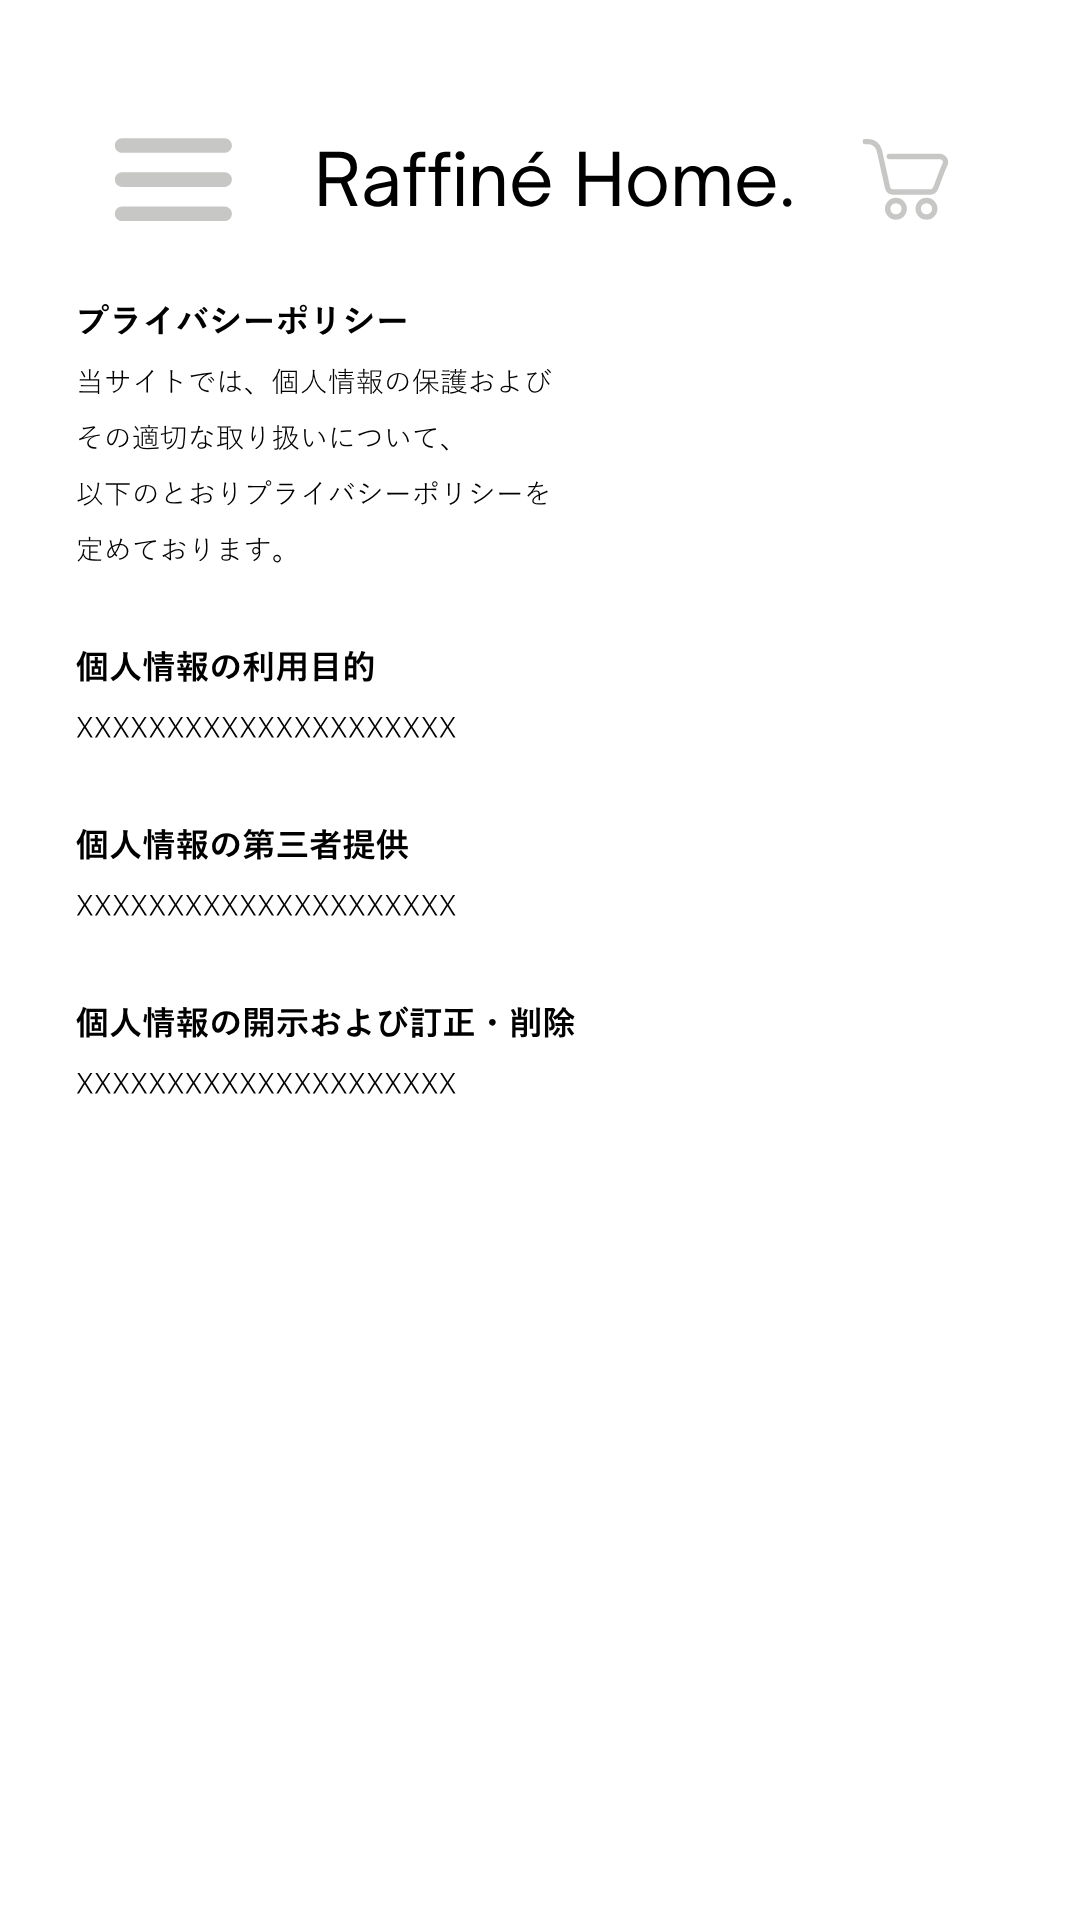 Raffiné Home.
プライバシーポリシー
当サイトでは、個人情報の保護および
その適切な取り扱いについて、
以下のとおりプライバシーポリシーを
定めております。
個人情報の利用目的
XXXXXXXXXXXXXXXXXXXXX
個人情報の第三者提供
XXXXXXXXXXXXXXXXXXXXX
個人情報の開示および訂正・削除
XXXXXXXXXXXXXXXXXXXXX